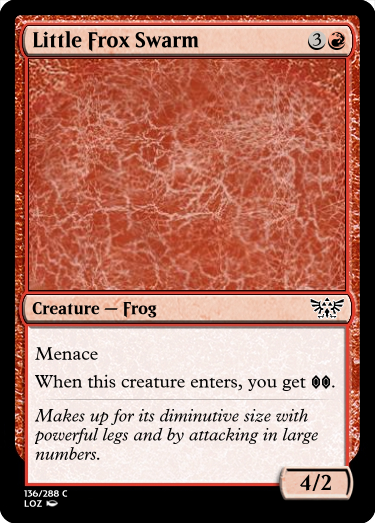 Little Frox Swarm 3
Creature — Frog
Menace
When this creature enters, you get .
Makes up for its diminutive size with
powerful legs and by attacking in large
numbers.
4/2
136/288 C
LOZ